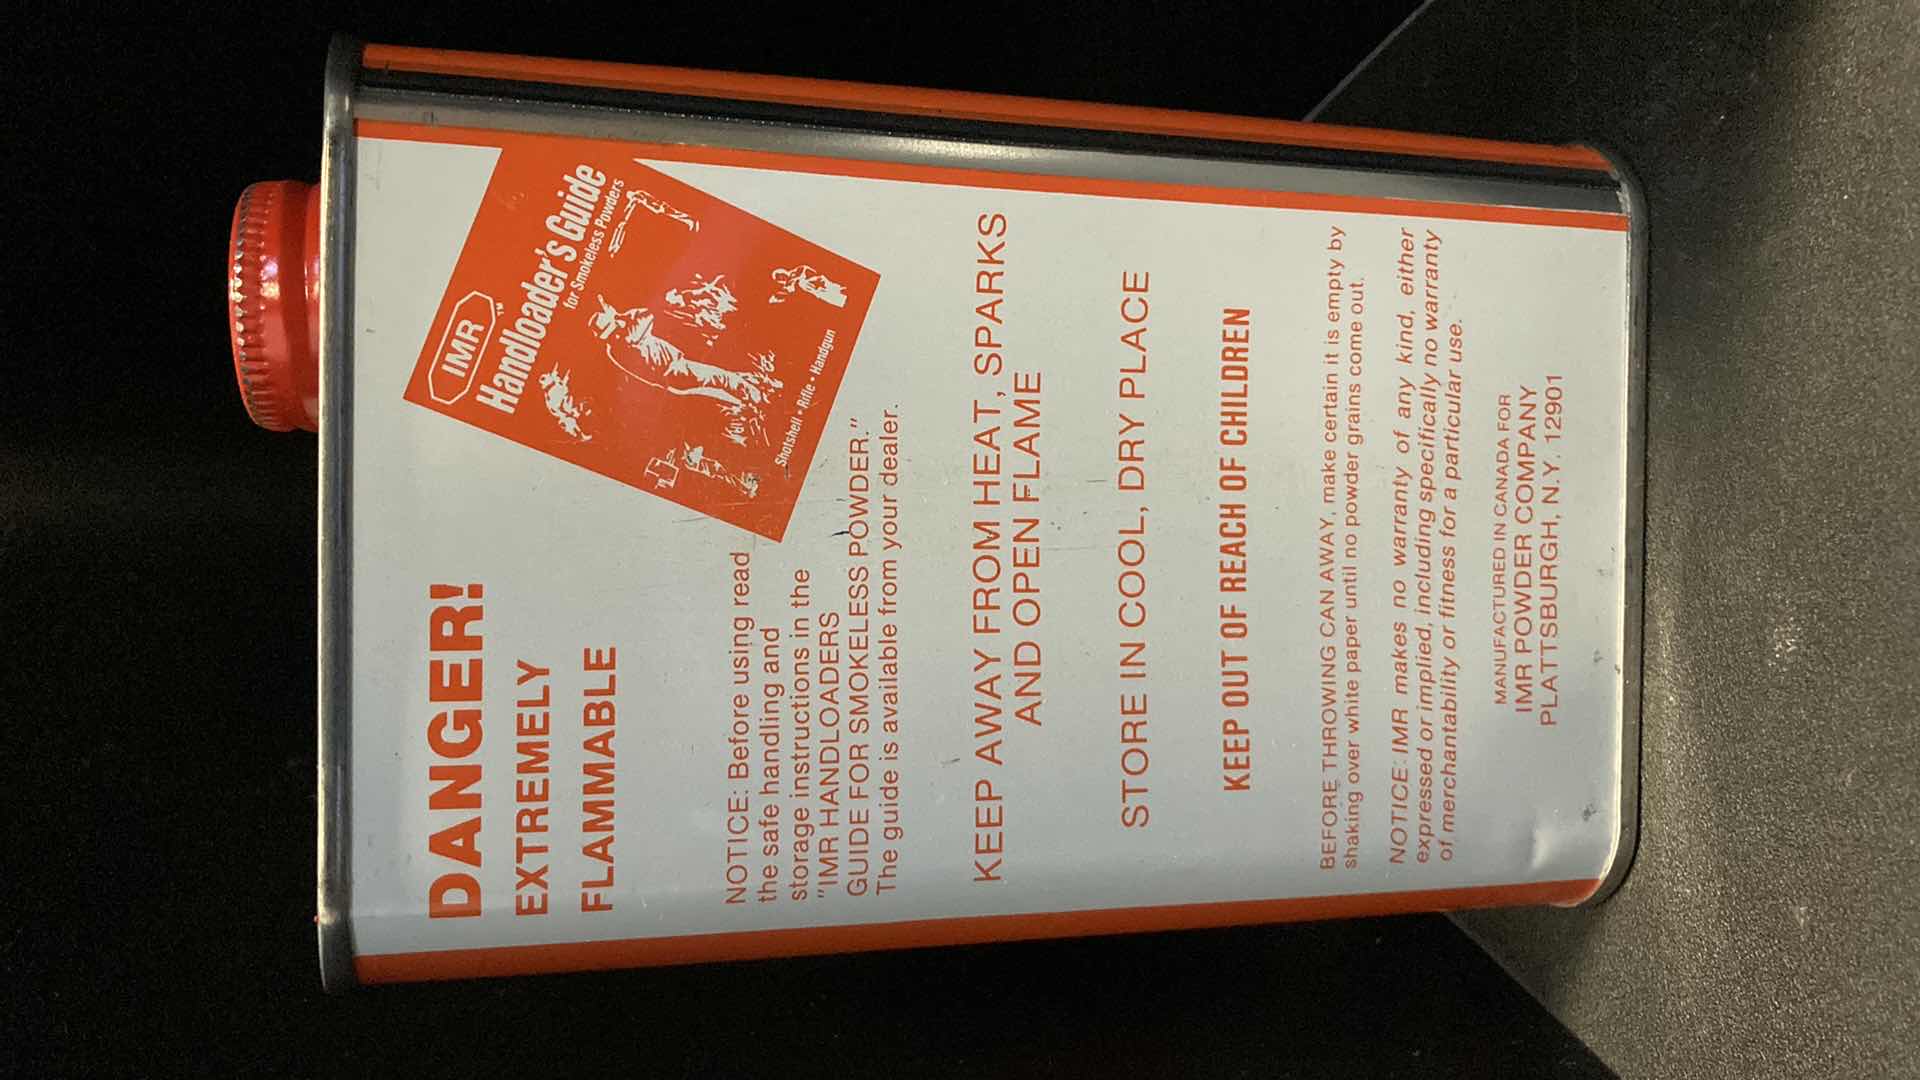 IMR™
Handloader's Guide
for Smokeless Powders
Shotshell • Rifle • Handgun
DANGER!
EXTREMELY
FLAMMABLE
NOTICE: Before using read
the safe handling and
storage instructions in the
"IMR HANDLOADERS
GUIDE FOR SMOKELESS POWDER."
The guide is available from your dealer.
KEEP AWAY FROM HEAT, SPARKS
AND OPEN FLAME
STORE IN COOL, DRY PLACE
KEEP OUT OF REACH OF CHILDREN
BEFORE THROWING CAN AWAY, make certain it is empty by
shaking over white paper until no powder grains come out.
NOTICE: IMR makes no warranty of any kind, either
expressed or implied, including specifically no warranty
of merchantability or fitness for a particular use.
MANUFACTURED IN CANADA FOR
IMR POWDER COMPANY
PLATTSBURGH, N.Y. 12901